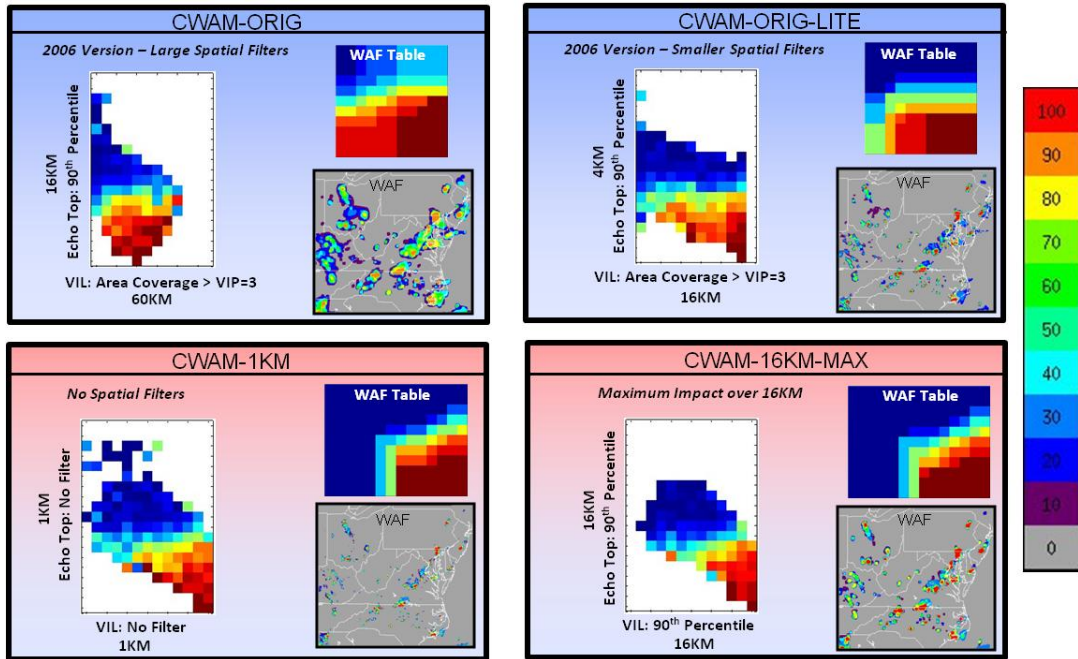 CWAM-ORIG
2006 Version – Large Spatial Filters
WAF Table
16KM
Echo Top: 90th Percentile
WAF
VIL: Area Coverage > VIP=3
60KM
CWAM-ORIG-LITE
2006 Version – Smaller Spatial Filters
WAF Table
4KM
Echo Top: 90th Percentile
WAF
VIL: Area Coverage > VIP=3
16KM
CWAM-1KM
No Spatial Filters
WAF Table
1KM
Echo Top: No Filter
WAF
VIL: No Filter
1KM
CWAM-16KM-MAX
Maximum Impact over 16KM
WAF Table
16KM
Echo Top: 90th Percentile
WAF
VIL: 90th Percentile
16KM
100
90
80
70
60
50
40
30
20
10
0